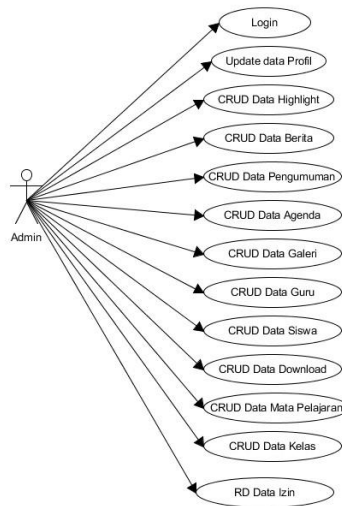 Login
Update data Profil
CRUD Data Highlight
CRUD Data Berita
CRUD Data Pengumuman
CRUD Data Agenda
Admin
CRUD Data Galeri
CRUD Data Guru
CRUD Data Siswa
CRUD Data Download
CRUD Data Mata Pelajaran
CRUD Data Kelas
RD Data Izin